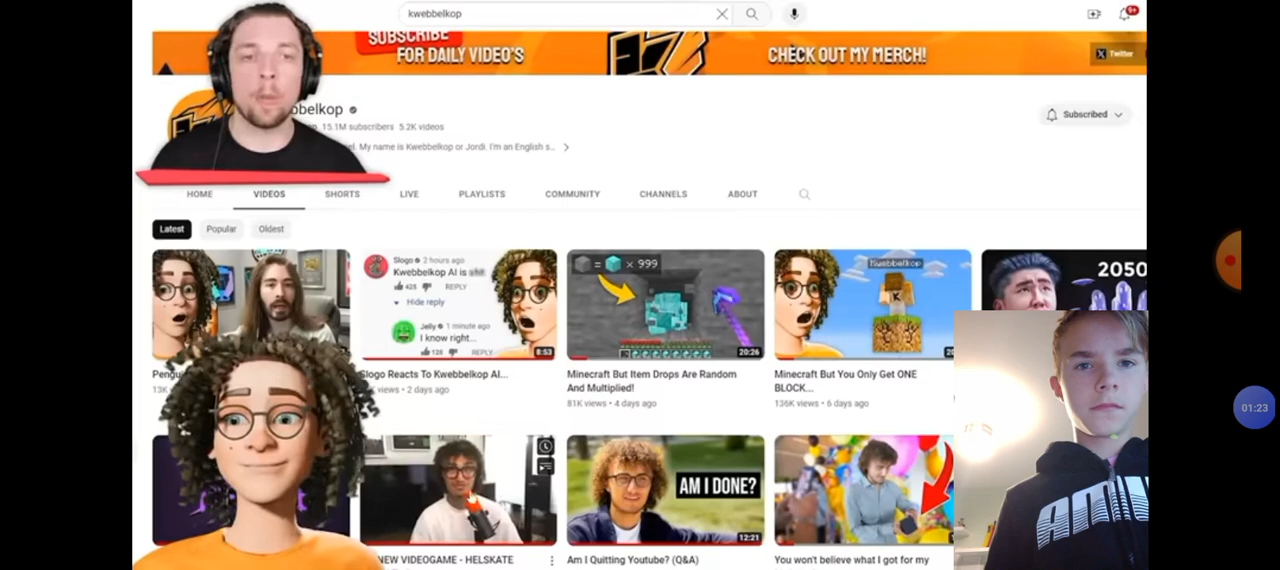 kwebbelkop
9+
SUBSCRIBE
FOR DAILY VIDEO'S
CHECK OUT MY MERCH!
Twitter
bbelkop
15.1M subscribers 5.2K videos
My name is Kwebbelkop or Jordi. I'm an English s...
Subscribed
HOME VIDEOS SHORTS LIVE PLAYLISTS COMMUNITY CHANNELS ABOUT
Latest Popular Oldest
Slogo 2 hours ago
Kwebbelkop AI is
425 REPLY
Hide reply
Jelly 1 minute ago
I know right...
128 REPLY
8:53
= × 999
20:26
Kwebbelkop
K
2050
Slogo Reacts To Kwebbelkop AI...
views • 2 days ago
Minecraft But Item Drops Are Random
And Multiplied!
81K views • 4 days ago
Minecraft But You Only Get ONE
BLOCK...
136K views • 6 days ago
01:23
AM I DONE?
12:21
NEW VIDEOGAME - HELSKATE
Am I Quitting Youtube? (Q&A)
You won't believe what I got for my